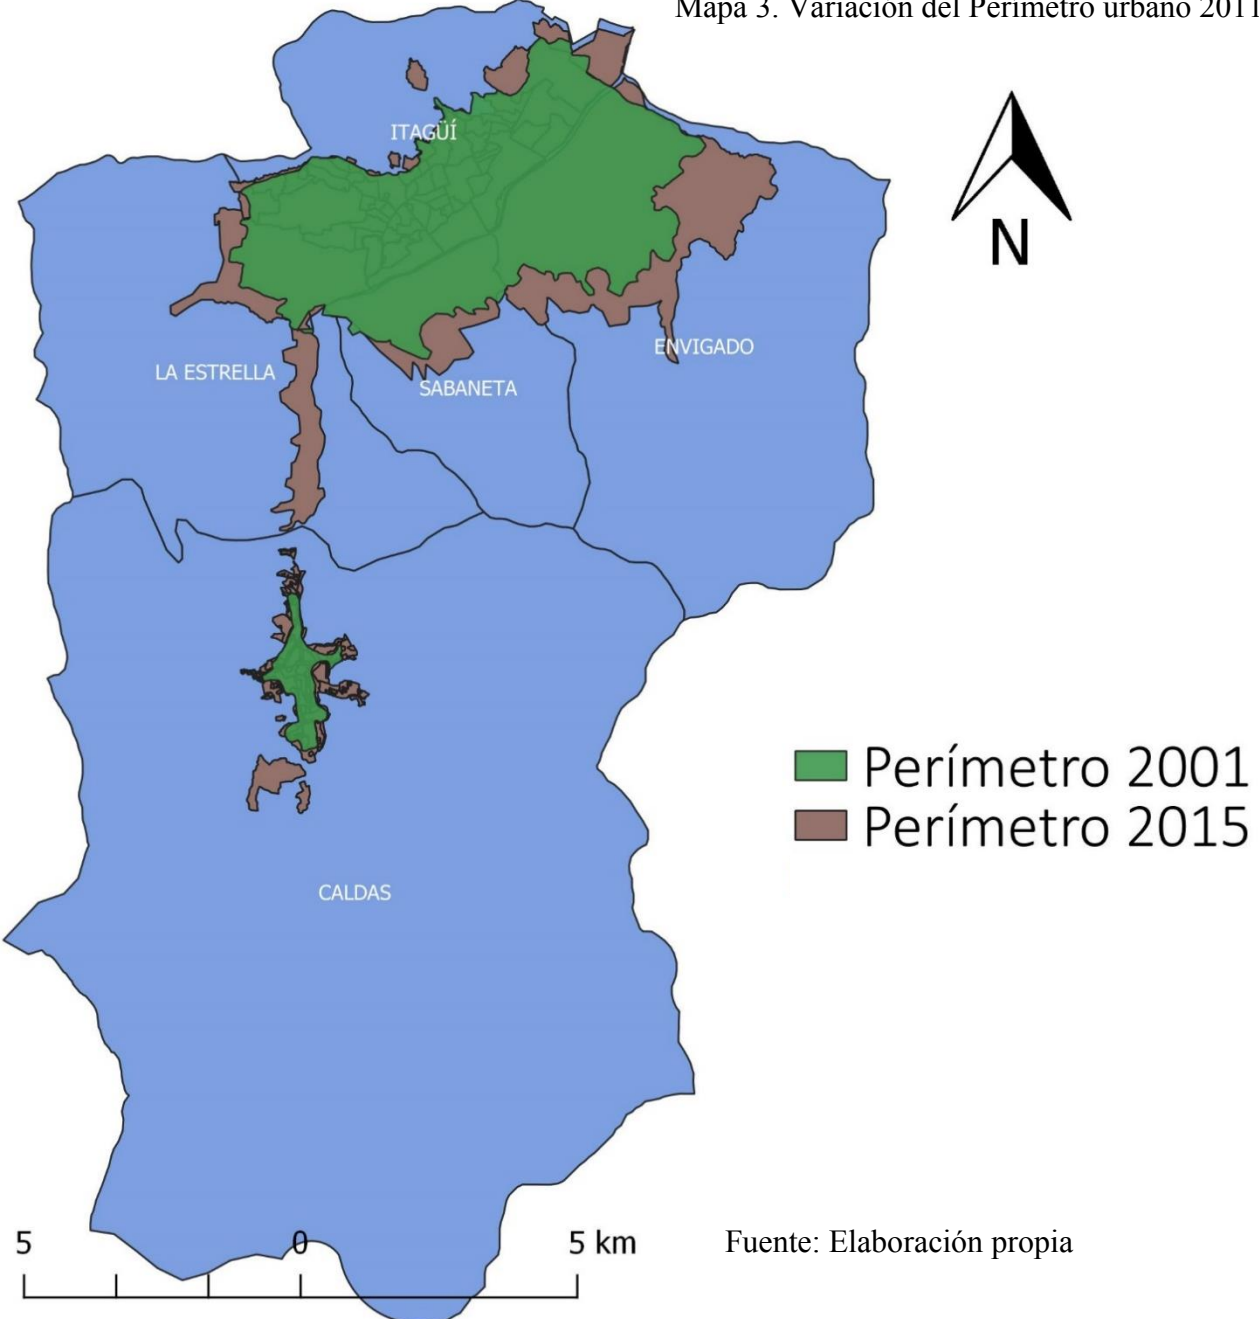 Mapa 3. Variación del Perímetro urbano 2011
ITAGÜÍ
N
ENVIGADO
LA ESTRELLA
SABANETA
Perímetro 2001
Perímetro 2015
CALDAS
5 0 5 km
Fuente: Elaboración propia